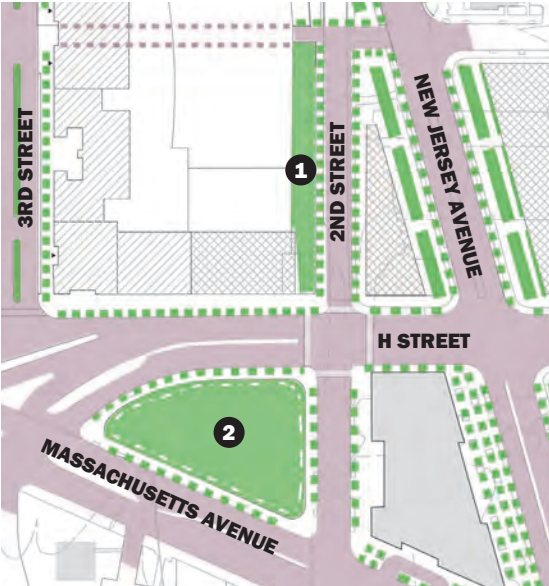 3RD STREET
1
2ND STREET
NEW JERSEY AVENUE
H STREET
2
MASSACHUSETTS AVENUE